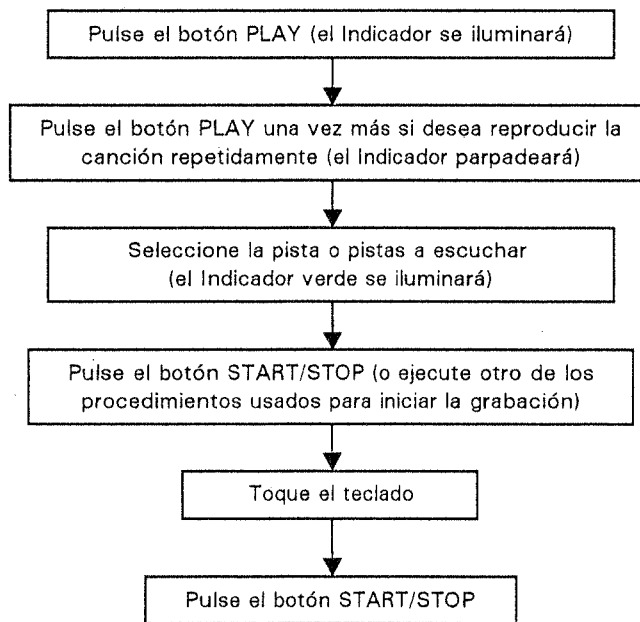 Pulse el botón PLAY (el Indicador se iluminará)
Pulse el botón PLAY una vez más si desea reproducir la
canción repetidamente (el Indicador parpadeará)
Seleccione la pista o pistas a escuchar
(el Indicador verde se iluminará)
Pulse el botón START/STOP (o ejecute otro de los
procedimientos usados para iniciar la grabación)
Toque el teclado
Pulse el botón START/STOP